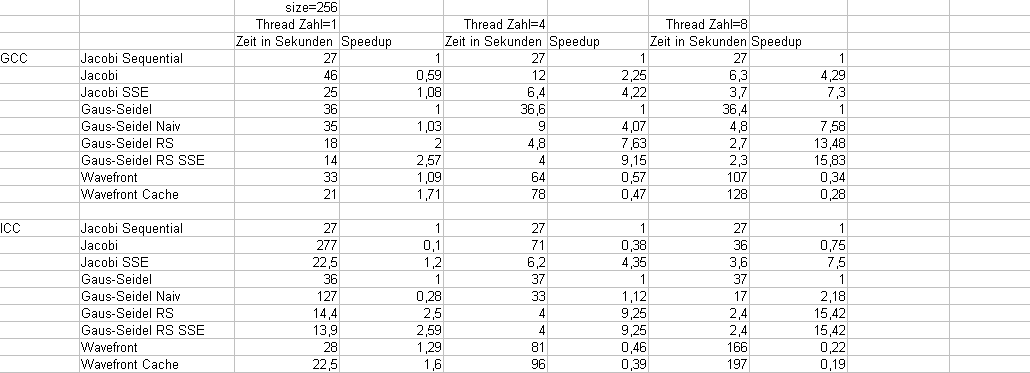 size=256
Thread Zahl=1 Thread Zahl=4 Thread Zahl=8
Zeit in Sekunden Speedup Zeit in Sekunden Speedup Zeit in Sekunden Speedup
GCC Jacobi Sequential 27 1 27 1 27 1
Jacobi 46 0,59 12 2,25 6,3 4,29
Jacobi SSE 25 1,08 6,4 4,22 3,7 7,3
Gaus-Seidel 36 1 36,6 1 36,4 1
Gaus-Seidel Naiv 35 1,03 9 4,07 4,8 7,58
Gaus-Seidel RS 18 2 4,8 7,63 2,7 13,48
Gaus-Seidel RS SSE 14 2,57 4 9,15 2,3 15,83
Wavefront 33 1,09 64 0,57 107 0,34
Wavefront Cache 21 1,71 78 0,47 128 0,28
ICC Jacobi Sequential 27 1 27 1 27 1
Jacobi 277 0,1 71 0,38 36 0,75
Jacobi SSE 22,5 1,2 6,2 4,35 3,6 7,5
Gaus-Seidel 36 1 37 1 37 1
Gaus-Seidel Naiv 127 0,28 33 1,12 17 2,18
Gaus-Seidel RS 14,4 2,5 4 9,25 2,4 15,42
Gaus-Seidel RS SSE 13,9 2,59 4 9,25 2,4 15,42
Wavefront 28 1,29 81 0,46 166 0,22
Wavefront Cache 22,5 1,6 96 0,39 197 0,19